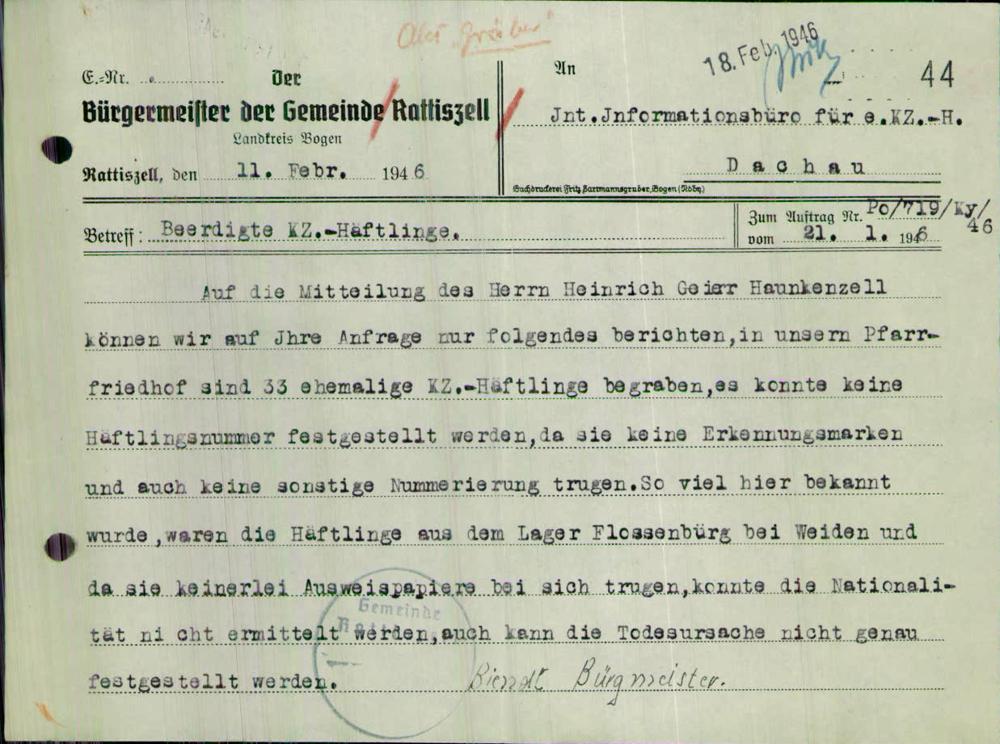 18. Feb. 1946
44
E.-Nr.
Der
Bürgermeister der Gemeinde Rattiszell
Landkreis Bogen
Rattiszell, den 11. Febr. 1946
An
Jnt.Jnformationsbüro für e.KZ.-H.
Dachau
Buchdruckerei Fritz Bartmannsgruber, Bogen (Ndby.)
Betreff: Beerdigte KZ.-Häftlinge.
Zum Auftrag Nr. Po/719/Ky/
46
vom 21. 1. 1946
Auf die Mitteilung des Herrn Heinrich Geier Haunkenzell
können wir auf Jhre Anfrage nur folgendes berichten,in unsern Pfarr-
friedhof sind 33 ehemalige KZ.-Häftlinge begraben,es konnte keine
Häftlingsnummer festgestellt werden,da sie keine Erkennungsmarken
und auch keine sonstige Nummerierung trugen.So viel hier bekannt
wurde,waren die Häftlinge aus dem Lager Flossenbürg bei Weiden und
da sie keinerlei Ausweispapiere bei sich trugen,konnte die Nationali-
tät ni cht ermittelt werden,auch kann die Todesursache nicht genau
festgestellt werden.
Gemeinde
Bürgmeister.